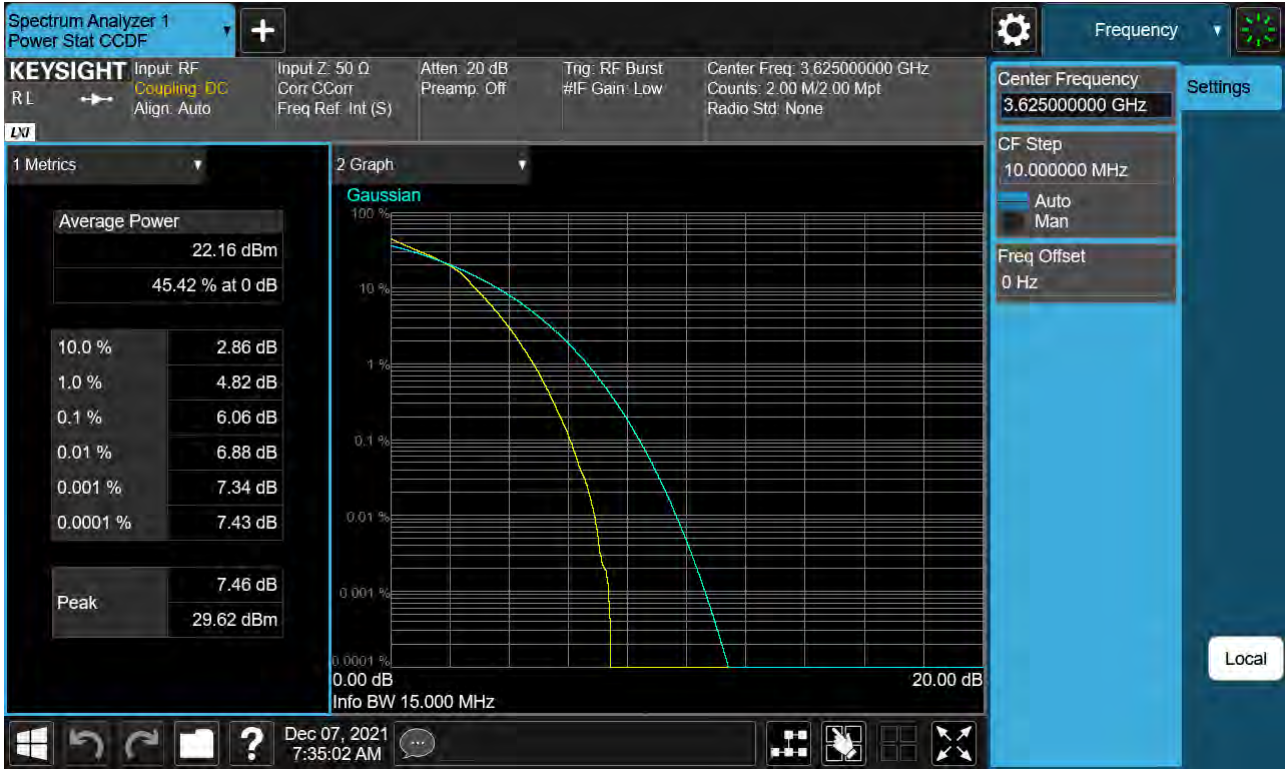 Spectrum Analyzer 1
Power Stat CCDF
Frequency
KEYSIGHT
R L
LXI
Input: RF
Coupling: DC
Align: Auto
Input Z: 50 Ω
Corr CCorr
Freq Ref: Int (S)
Atten: 20 dB
Preamp: Off
Trig: RF Burst
#IF Gain: Low
Center Freq: 3.625000000 GHz
Counts: 2.00 M/2.00 Mpt
Radio Std: None
Center Frequency
3.625000000 GHz
Settings
CF Step
10.000000 MHz
Auto
Man
Freq Offset
0 Hz
1 Metrics
Average Power
22.16 dBm
45.42 % at 0 dB
10.0 % 2.86 dB
1.0 % 4.82 dB
0.1 % 6.06 dB
0.01 % 6.88 dB
0.001 % 7.34 dB
0.0001 % 7.43 dB
Peak
7.46 dB
29.62 dBm
2 Graph
Gaussian
100 %
10 %
1 %
0.1 %
0.01 %
0.001 %
0.0001 %
0.00 dB 20.00 dB
Info BW 15.000 MHz
Local
?
Dec 07, 2021
7:35:02 AM